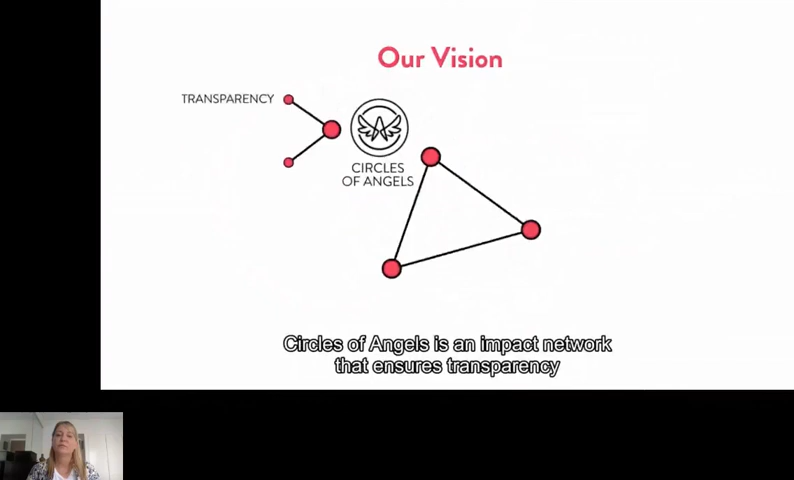 Our Vision
TRANSPARENCY
CIRCLES
OF ANGELS
Circles of Angels is an impact network
that ensures transparency